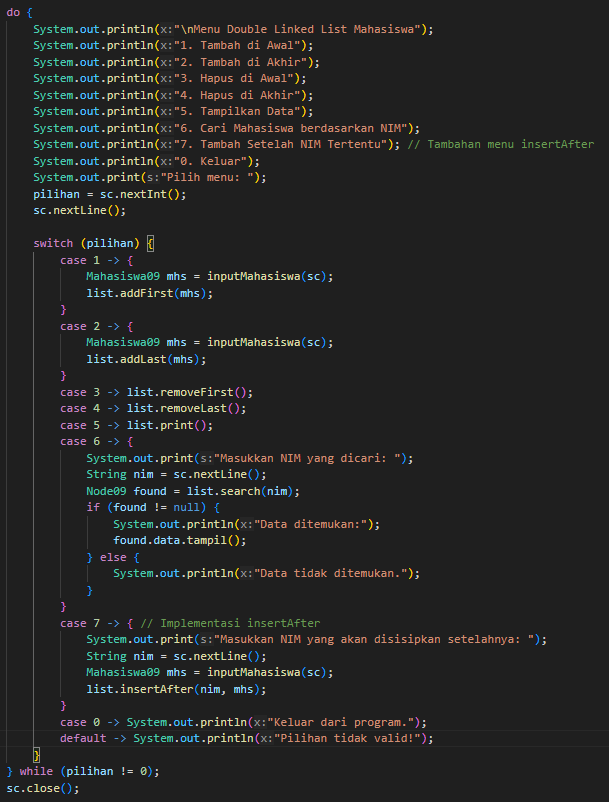 do {
    System.out.println(x:"\nMenu Double Linked List Mahasiswa");
    System.out.println(x:"1. Tambah di Awal");
    System.out.println(x:"2. Tambah di Akhir");
    System.out.println(x:"3. Hapus di Awal");
    System.out.println(x:"4. Hapus di Akhir");
    System.out.println(x:"5. Tampilkan Data");
    System.out.println(x:"6. Cari Mahasiswa berdasarkan NIM");
    System.out.println(x:"7. Tambah Setelah NIM Tertentu"); // Tambahan menu insertAfter
    System.out.println(x:"0. Keluar");
    System.out.print(s:"Pilih menu: ");
    pilihan = sc.nextInt();
    sc.nextLine();

    switch (pilihan) {
        case 1 -> {
            Mahasiswa09 mhs = inputMahasiswa(sc);
            list.addFirst(mhs);
        }
        case 2 -> {
            Mahasiswa09 mhs = inputMahasiswa(sc);
            list.addLast(mhs);
        }
        case 3 -> list.removeFirst();
        case 4 -> list.removeLast();
        case 5 -> list.print();
        case 6 -> {
            System.out.print(s:"Masukkan NIM yang dicari: ");
            String nim = sc.nextLine();
            Node09 found = list.search(nim);
            if (found != null) {
                System.out.println(x:"Data ditemukan:");
                found.data.tampil();
            } else {
                System.out.println(x:"Data tidak ditemukan.");
            }
        }
        case 7 -> { // Implementasi insertAfter
            System.out.print(s:"Masukkan NIM yang akan disisipkan setelahnya: ");
            String nim = sc.nextLine();
            Mahasiswa09 mhs = inputMahasiswa(sc);
            list.insertAfter(nim, mhs);
        }
        case 0 -> System.out.println(x:"Keluar dari program.");
        default -> System.out.println(x:"Pilihan tidak valid!");
    }
} while (pilihan != 0);
sc.close();